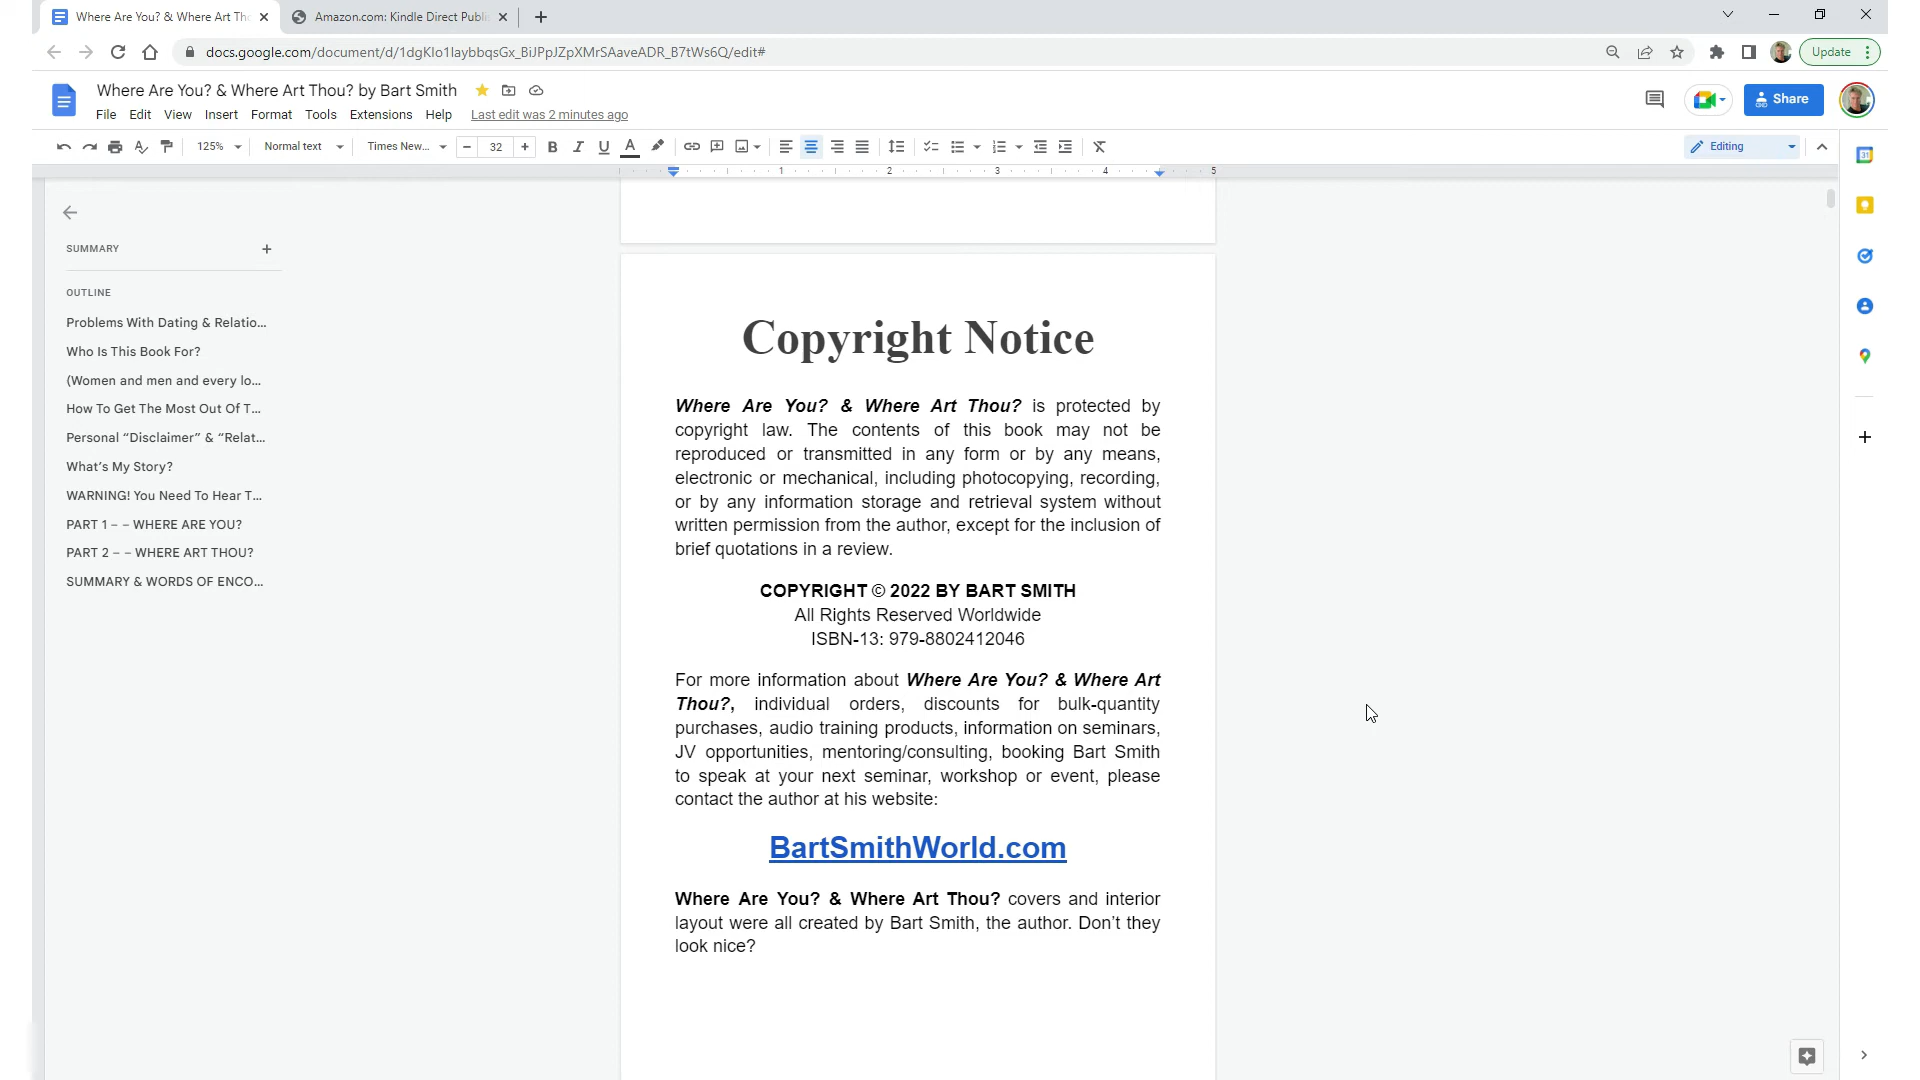 Where Are You? & Where Art Tho
Amazon.com: Kindle Direct Publi
docs.google.com/document/d/1dgKIo1IaybbqsGx_BiJPpJZpXMrSAaveADR_B7tWs6Q/edit#
Update
Where Are You? & Where Art Thou? by Bart Smith
File Edit View Insert Format Tools Extensions Help Last edit was 2 minutes ago
Share
125% Normal text Times New... 32 B I U A Editing
1 2 3 4 5
SUMMARY
OUTLINE
Problems With Dating & Relatio...
Who Is This Book For?
(Women and men and every lo...
How To Get The Most Out Of T...
Personal “Disclaimer” & “Relat...
What’s My Story?
WARNING! You Need To Hear T...
PART 1 – – WHERE ARE YOU?
PART 2 – – WHERE ART THOU?
SUMMARY & WORDS OF ENCO...
Copyright Notice
Where Are You? & Where Art Thou? is protected by
copyright law. The contents of this book may not be
reproduced or transmitted in any form or by any means,
electronic or mechanical, including photocopying, recording,
or by any information storage and retrieval system without
written permission from the author, except for the inclusion of
brief quotations in a review.
COPYRIGHT © 2022 BY BART SMITH
All Rights Reserved Worldwide
ISBN-13: 979-8802412046
For more information about Where Are You? & Where Art
Thou?, individual orders, discounts for bulk-quantity
purchases, audio training products, information on seminars,
JV opportunities, mentoring/consulting, booking Bart Smith
to speak at your next seminar, workshop or event, please
contact the author at his website:
BartSmithWorld.com
Where Are You? & Where Art Thou? covers and interior
layout were all created by Bart Smith, the author. Don’t they
look nice?